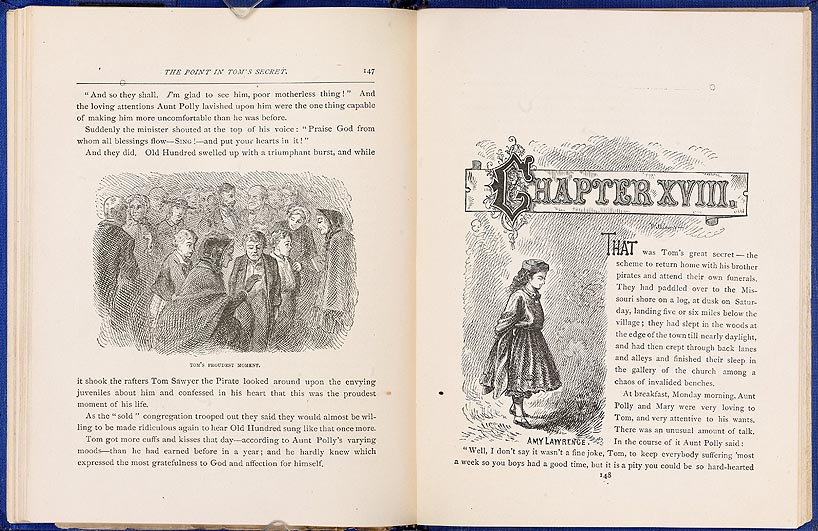 THE POINT IN TOM'S SECRET. 147
"And so they shall. I'm glad to see him, poor motherless thing!" And
the loving attentions Aunt Polly lavished upon him were the one thing capable
of making him more uncomfortable than he was before.
Suddenly the minister shouted at the top of his voice: "Praise God from
whom all blessings flow—SING!—and put your hearts in it!"
And they did. Old Hundred swelled up with a triumphant burst, and while
TOM'S PROUDEST MOMENT.
it shook the rafters Tom Sawyer the Pirate looked around upon the envying
juveniles about him and confessed in his heart that this was the proudest
moment of his life.
As the "sold" congregation trooped out they said they would almost be wil-
ling to be made ridiculous again to hear Old Hundred sung like that once more.
Tom got more cuffs and kisses that day—according to Aunt Polly's varying
moods—than he had earned before in a year; and he hardly knew which
expressed the most gratefulness to God and affection for himself.
CHAPTER XVIII.
THAT was Tom's great secret—the
scheme to return home with his brother
pirates and attend their own funerals.
They had paddled over to the Mis-
souri shore on a log, at dusk on Satur-
day, landing five or six miles below the
village; they had slept in the woods at
the edge of the town till nearly daylight,
and had then crept through back lanes
and alleys and finished their sleep in
the gallery of the church among a
chaos of invalided benches.
At breakfast, Monday morning, Aunt
Polly and Mary were very loving to
Tom, and very attentive to his wants.
There was an unusual amount of talk.
In the course of it Aunt Polly said:
AMY LAWRENCE.
"Well, I don't say it wasn't a fine joke, Tom, to keep everybody suffering 'most
a week so you boys had a good time, but it is a pity you could be so hard-hearted
148